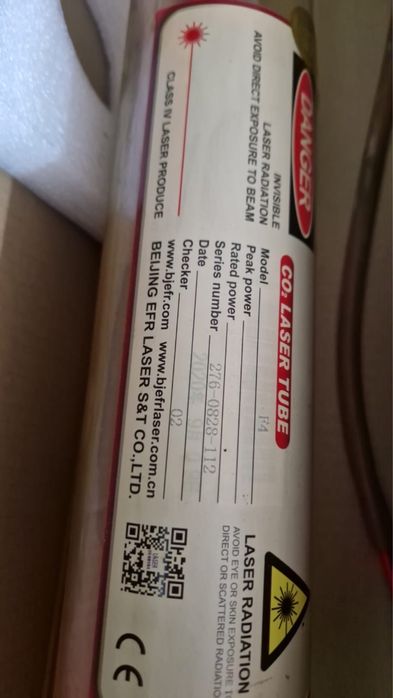 DANGER
INVISIBLE
LASER RADIATION
AVOID DIRECT EXPOSURE TO BEAM
CLASS IV LASER PRODUCE
CO₂ LASER TUBE
Model F4
Peak power
Rated power
Series number 276-0828-112
Date
Checker 02
www.bjefr.com www.bjefrlaser.com.cn
BEIJING EFR LASER S&T CO.,LTD.
LASER RADIATION
AVOID EYE OR SKIN EXPOSURE
DIRECT OR SCATTERED RADIATIO
CE